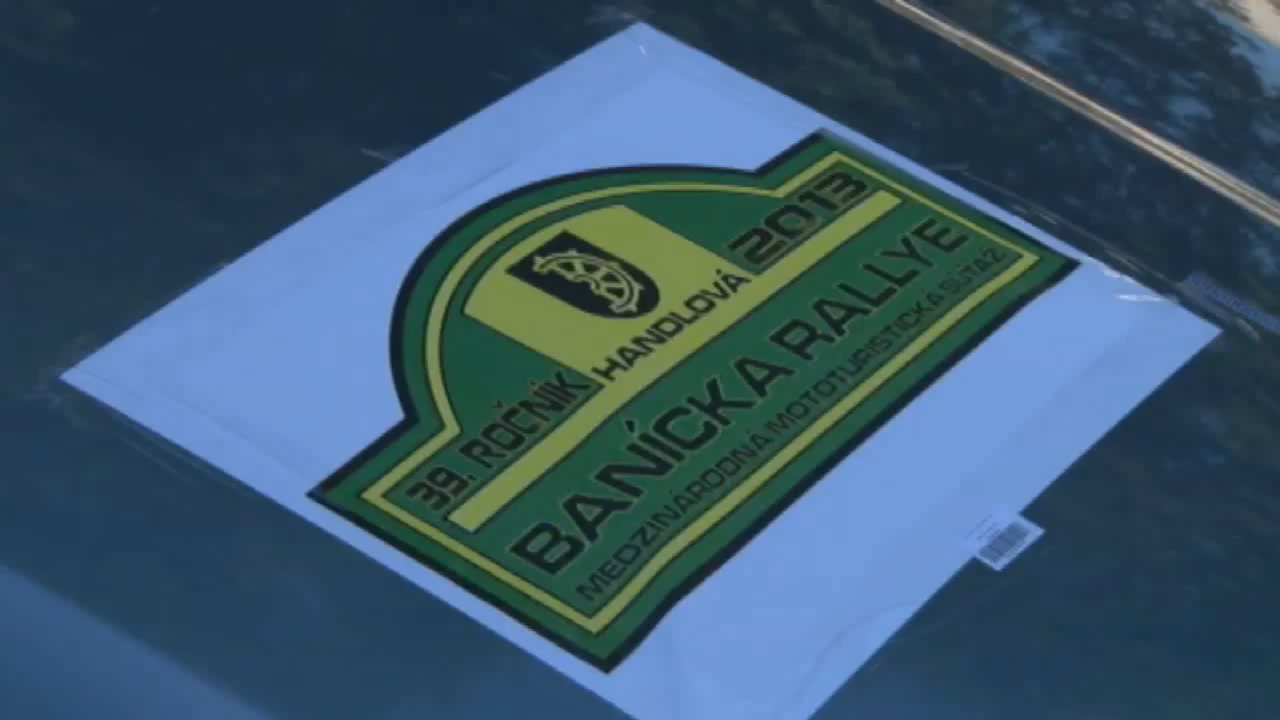 39. ROČNÍK
HANDLOVÁ
2013
BANÍCKA RALLYE
MEDZINÁRODNÁ MOTOTURISTICKÁ SÚŤAŽ